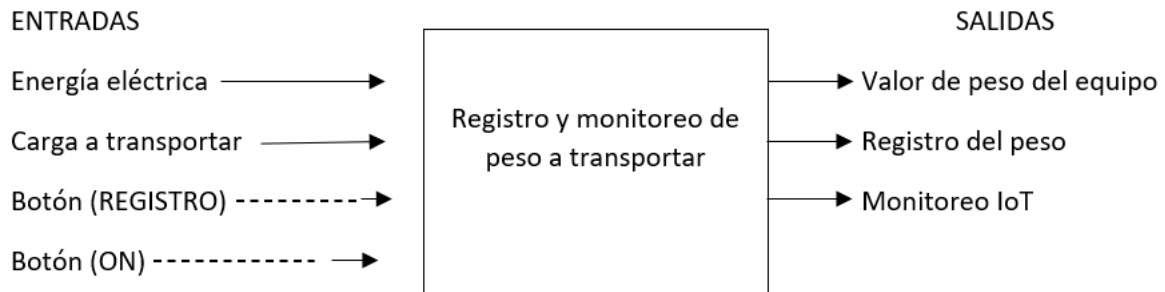 ENTRADAS
SALIDAS
Energía eléctrica
Carga a transportar
Botón (REGISTRO)
Botón (ON)
Registro y monitoreo de
peso a transportar
Valor de peso del equipo
Registro del peso
Monitoreo IoT